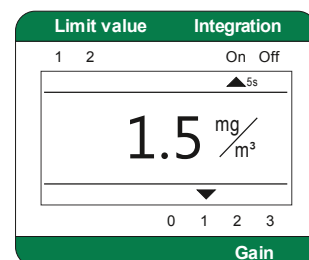 Limit value Integration
1 2 On Off
5s
1.5 mg/m³
0 1 2 3
Gain